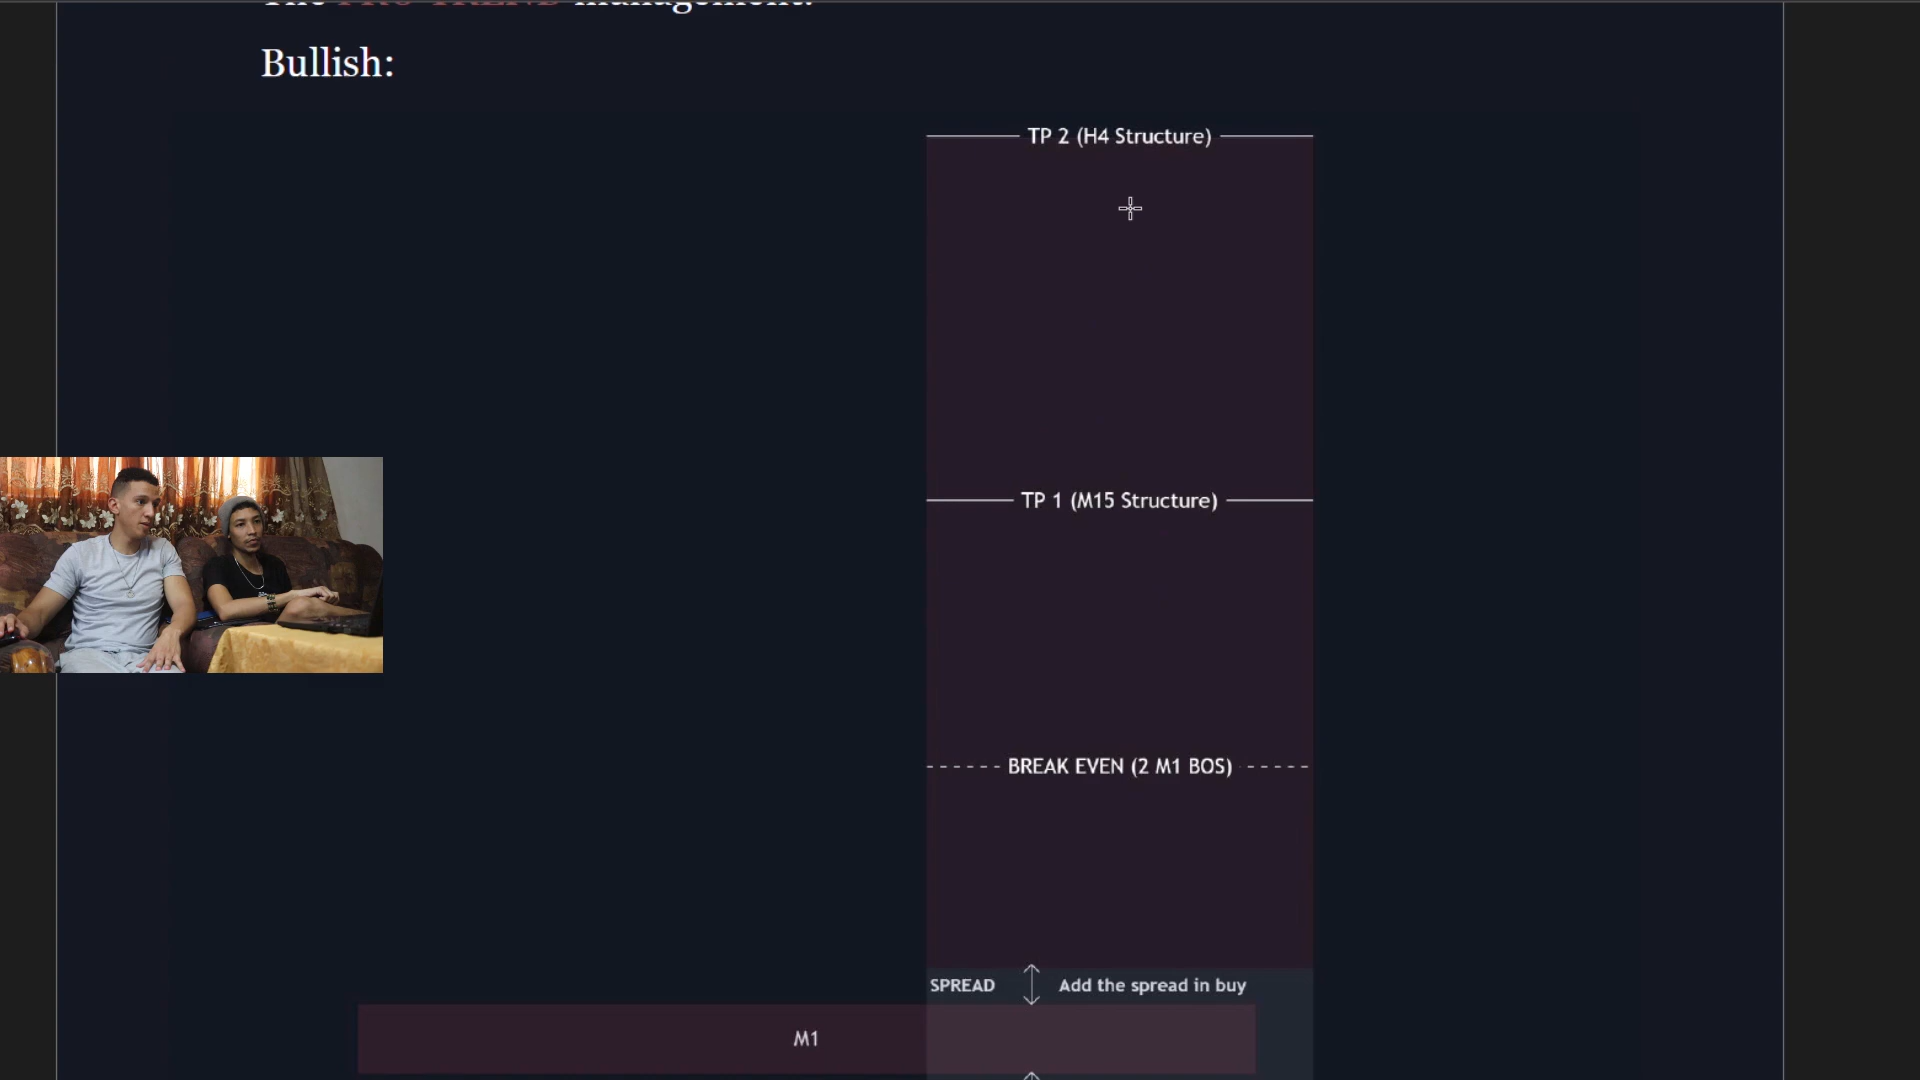 management:
Bullish:
TP 2 (H4 Structure)
TP 1 (M15 Structure)
BREAK EVEN (2 M1 BOS)
SPREAD Add the spread in buy
M1